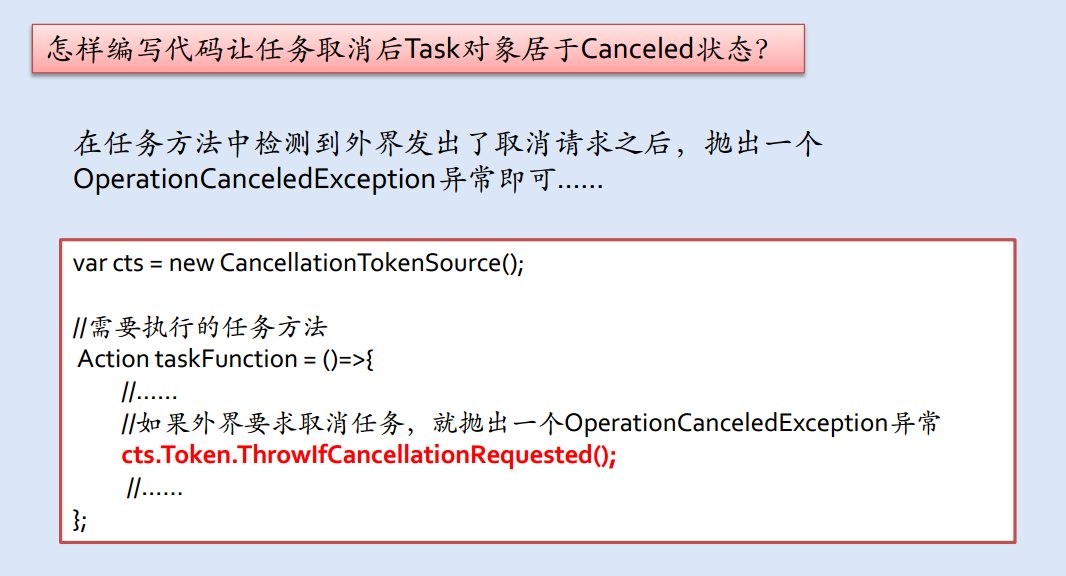 怎样编写代码让任务取消后Task对象居于Canceled状态?
在任务方法中检测到外界发出了取消请求之后，抛出一个
OperationCanceledException异常即可……
var cts = new CancellationTokenSource();
//需要执行的任务方法
Action taskFunction = ()=>{
//……
//如果外界要求取消任务，就抛出一个OperationCanceledException异常
cts.Token.ThrowIfCancellationRequested();
//……
};